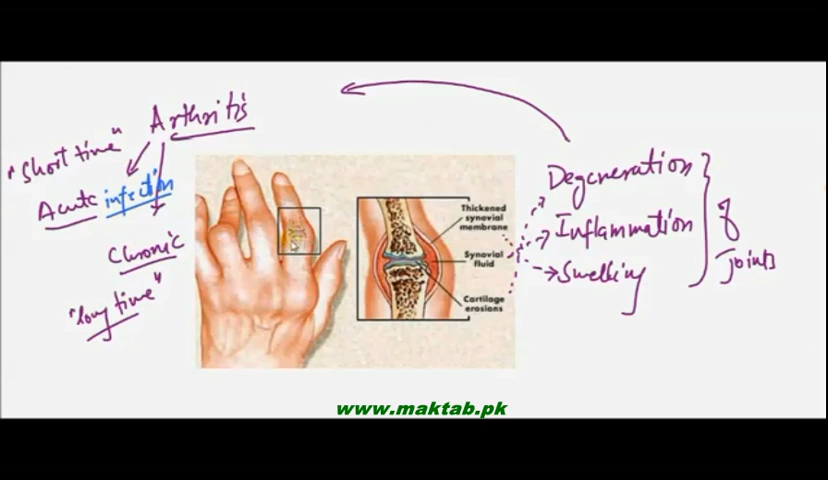 Arthritis
"Short time"
Acute infection
Chronic
"long time"
Thickened
synovial
membrane
Synovial
fluid
Cartilage
erosions
Degeneration
Inflammation
Swelling
of
joints
www.maktab.pk